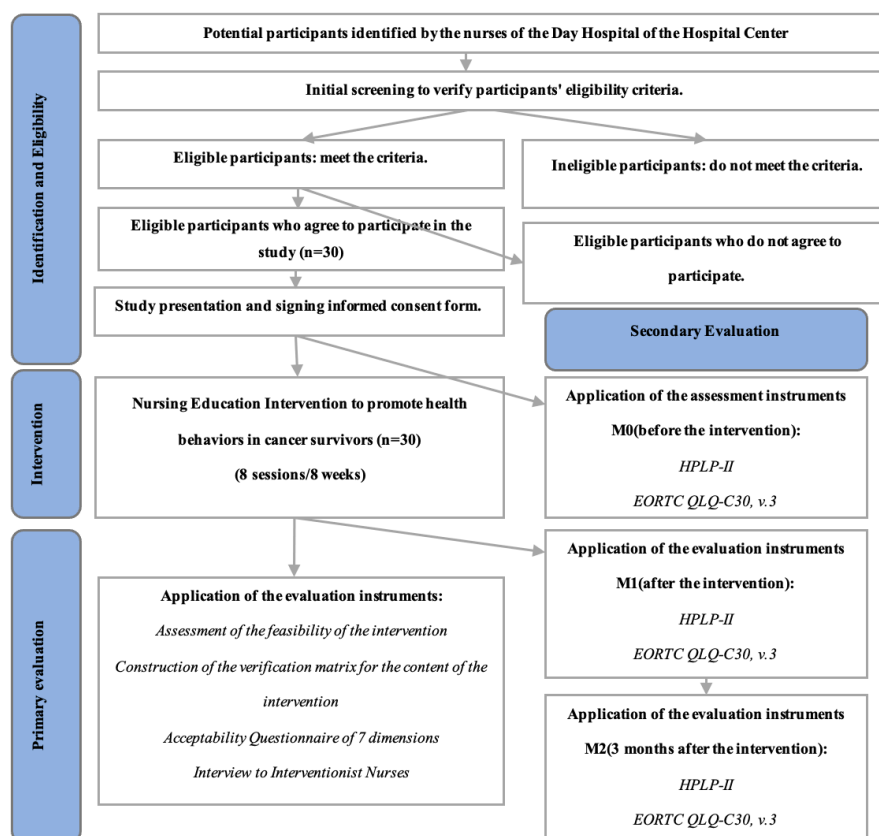 Identification and Eligibility
Potential participants identified by the nurses of the Day Hospital of the Hospital Center
Initial screening to verify participants' eligibility criteria.
Eligible participants: meet the criteria.
Ineligible participants: do not meet the criteria.
Eligible participants who agree to participate in the
study (n=30)
Eligible participants who do not agree to
participate.
Study presentation and signing informed consent form.
Secondary Evaluation
Intervention
Nursing Education Intervention to promote health
behaviors in cancer survivors (n=30)
(8 sessions/8 weeks)
Application of the assessment instruments
M0(before the intervention):
HPLP-II
EORTC QLQ-C30, v.3
Primary evaluation
Application of the evaluation instruments:
Assessment of the feasibility of the intervention
Construction of the verification matrix for the content of the
intervention
Acceptability Questionnaire of 7 dimensions
Interview to Interventionist Nurses
Application of the evaluation instruments
M1(after the intervention):
HPLP-II
EORTC QLQ-C30, v.3
Application of the evaluation instruments
M2(3 months after the intervention):
HPLP-II
EORTC QLQ-C30, v.3